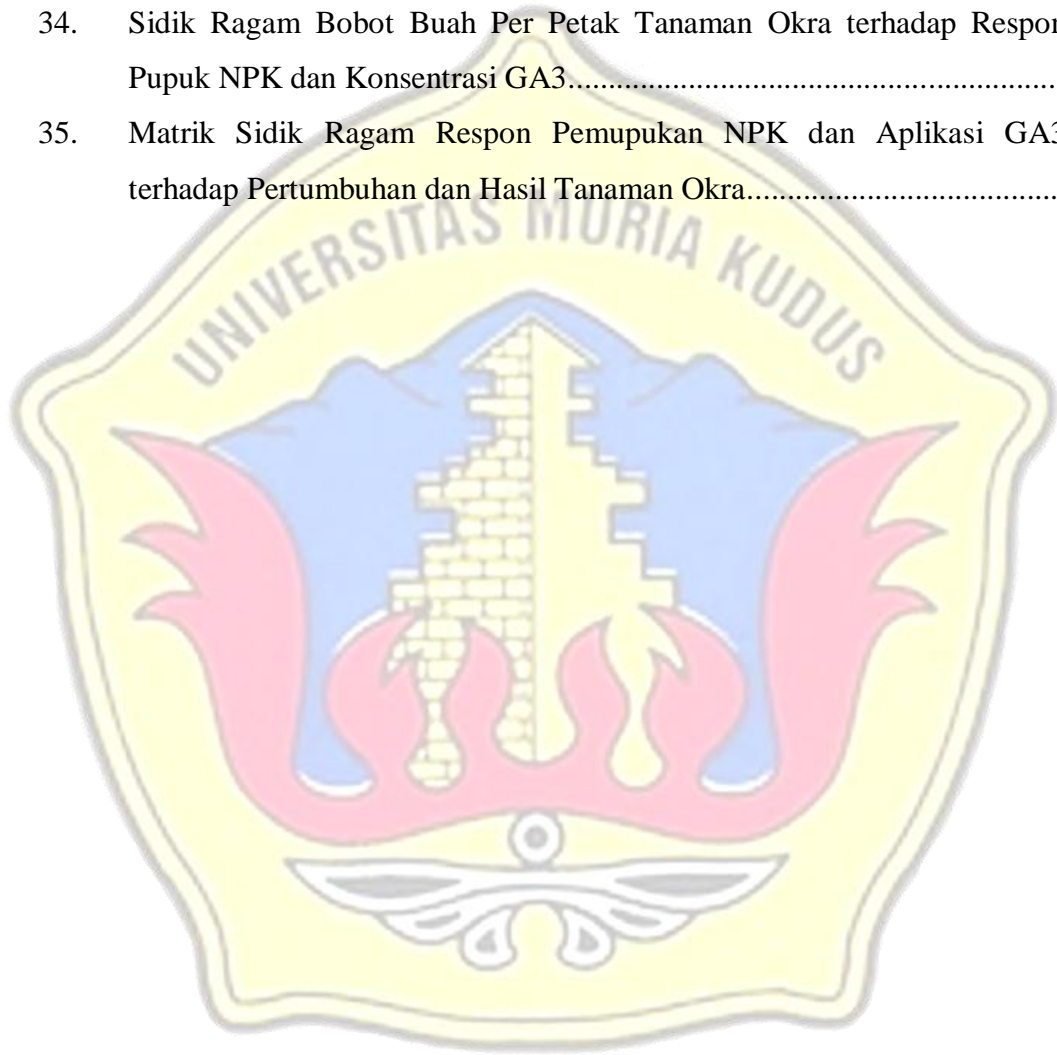 34. Sidik Ragam Bobot Buah Per Petak Tanaman Okra terhadap Respon
Pupuk NPK dan Konsentrasi GA3............................................................
35. Matrik Sidik Ragam Respon Pemupukan NPK dan Aplikasi GA3
terhadap Pertumbuhan dan Hasil Tanaman Okra......................................
UNIVERSITAS MURIA KUDUS